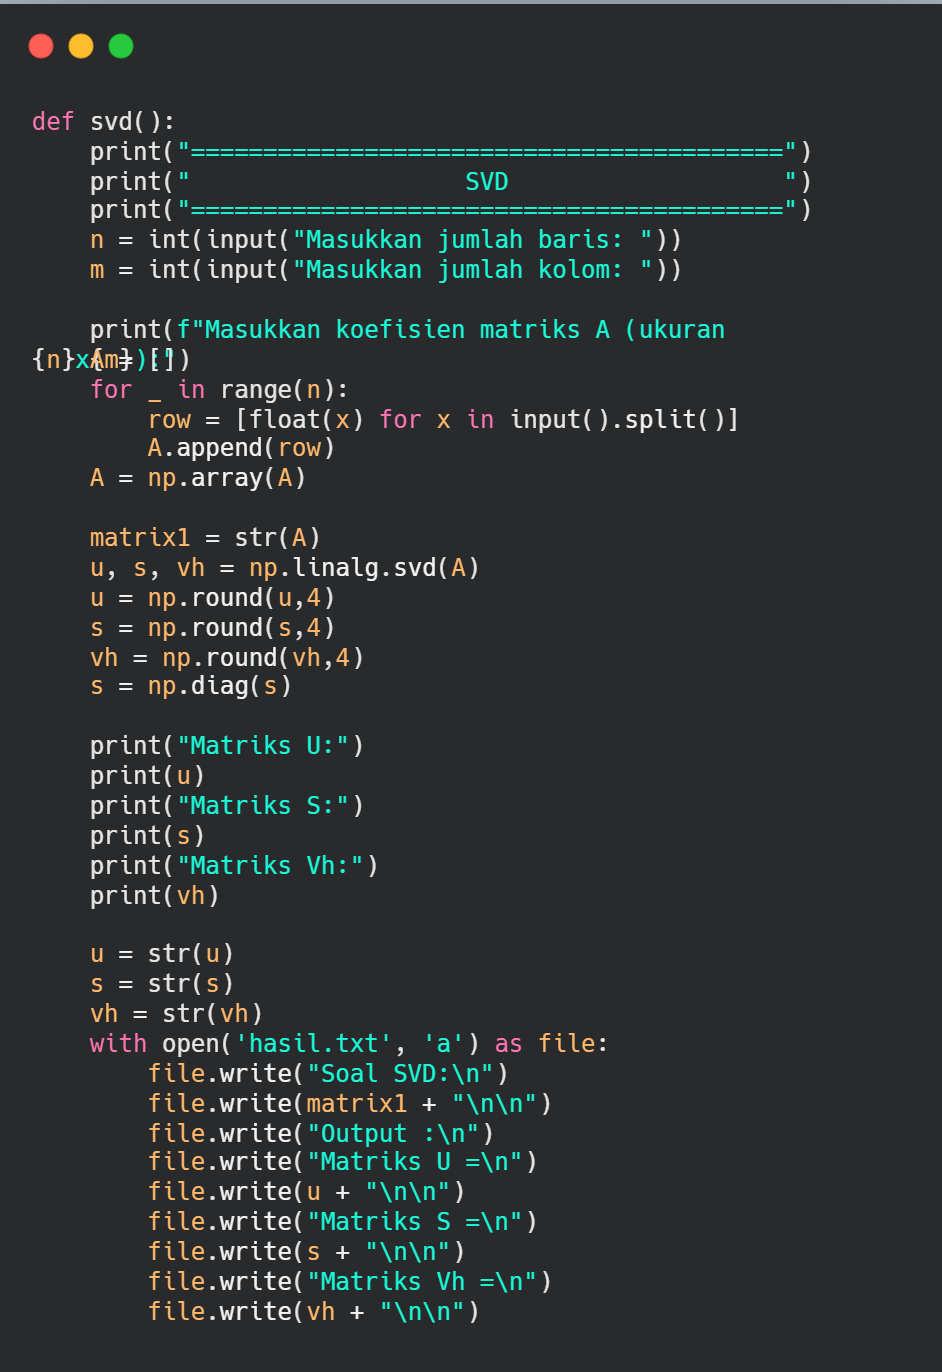 def svd():
    print("=========================================")
    print("                   SVD                   ")
    print("=========================================")
    n = int(input("Masukkan jumlah baris: "))
    m = int(input("Masukkan jumlah kolom: "))

    print(f"Masukkan koefisien matriks A (ukuran
{n}x{m}):")
    A = []
    for _ in range(n):
        row = [float(x) for x in input().split()]
        A.append(row)
    A = np.array(A)

    matrix1 = str(A)
    u, s, vh = np.linalg.svd(A)
    u = np.round(u,4)
    s = np.round(s,4)
    vh = np.round(vh,4)
    s = np.diag(s)

    print("Matriks U:")
    print(u)
    print("Matriks S:")
    print(s)
    print("Matriks Vh:")
    print(vh)

    u = str(u)
    s = str(s)
    vh = str(vh)
    with open('hasil.txt', 'a') as file:
        file.write("Soal SVD:\n")
        file.write(matrix1 + "\n\n")
        file.write("Output :\n")
        file.write("Matriks U =\n")
        file.write(u + "\n\n")
        file.write("Matriks S =\n")
        file.write(s + "\n\n")
        file.write("Matriks Vh =\n")
        file.write(vh + "\n\n")